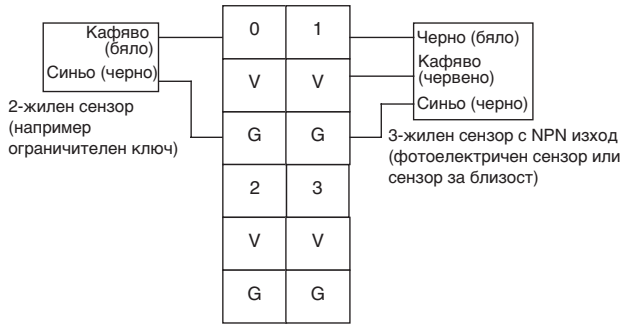 Кафяво
(бяло)
Синьо (черно)
2-жилен сензор
(например
ограничителен ключ)
0 1
V V
G G
2 3
V V
G G
Черно (бяло)
Кафяво
(червено)
Синьо (черно)
3-жилен сензор с NPN изход
(фотоелектричен сензор или
сензор за близост)